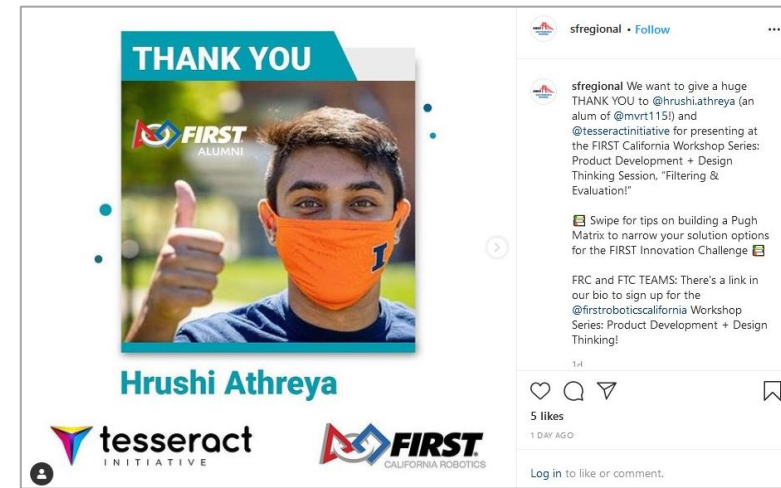 THANK YOU
FIRST
ALUMNI
I
Hrushi Athreya
tesseract
INITIATIVE
FIRST
CALIFORNIA ROBOTICS
sfregional • Follow
sfregional We want to give a huge
THANK YOU to @hrushi.athreya (an
alum of @mvrt115!) and
@tesseractinitiative for presenting at
the FIRST California Workshop Series:
Product Development + Design
Thinking Session, "Filtering &
Evaluation!"
Swipe for tips on building a Pugh
Matrix to narrow your solution options
for the FIRST Innovation Challenge
FRC and FTC TEAMS: There's a link in
our bio to sign up for the
@firstroboticscalifornia Workshop
Series: Product Development + Design
Thinking!
1d
5 likes
1 DAY AGO
Log in to like or comment.